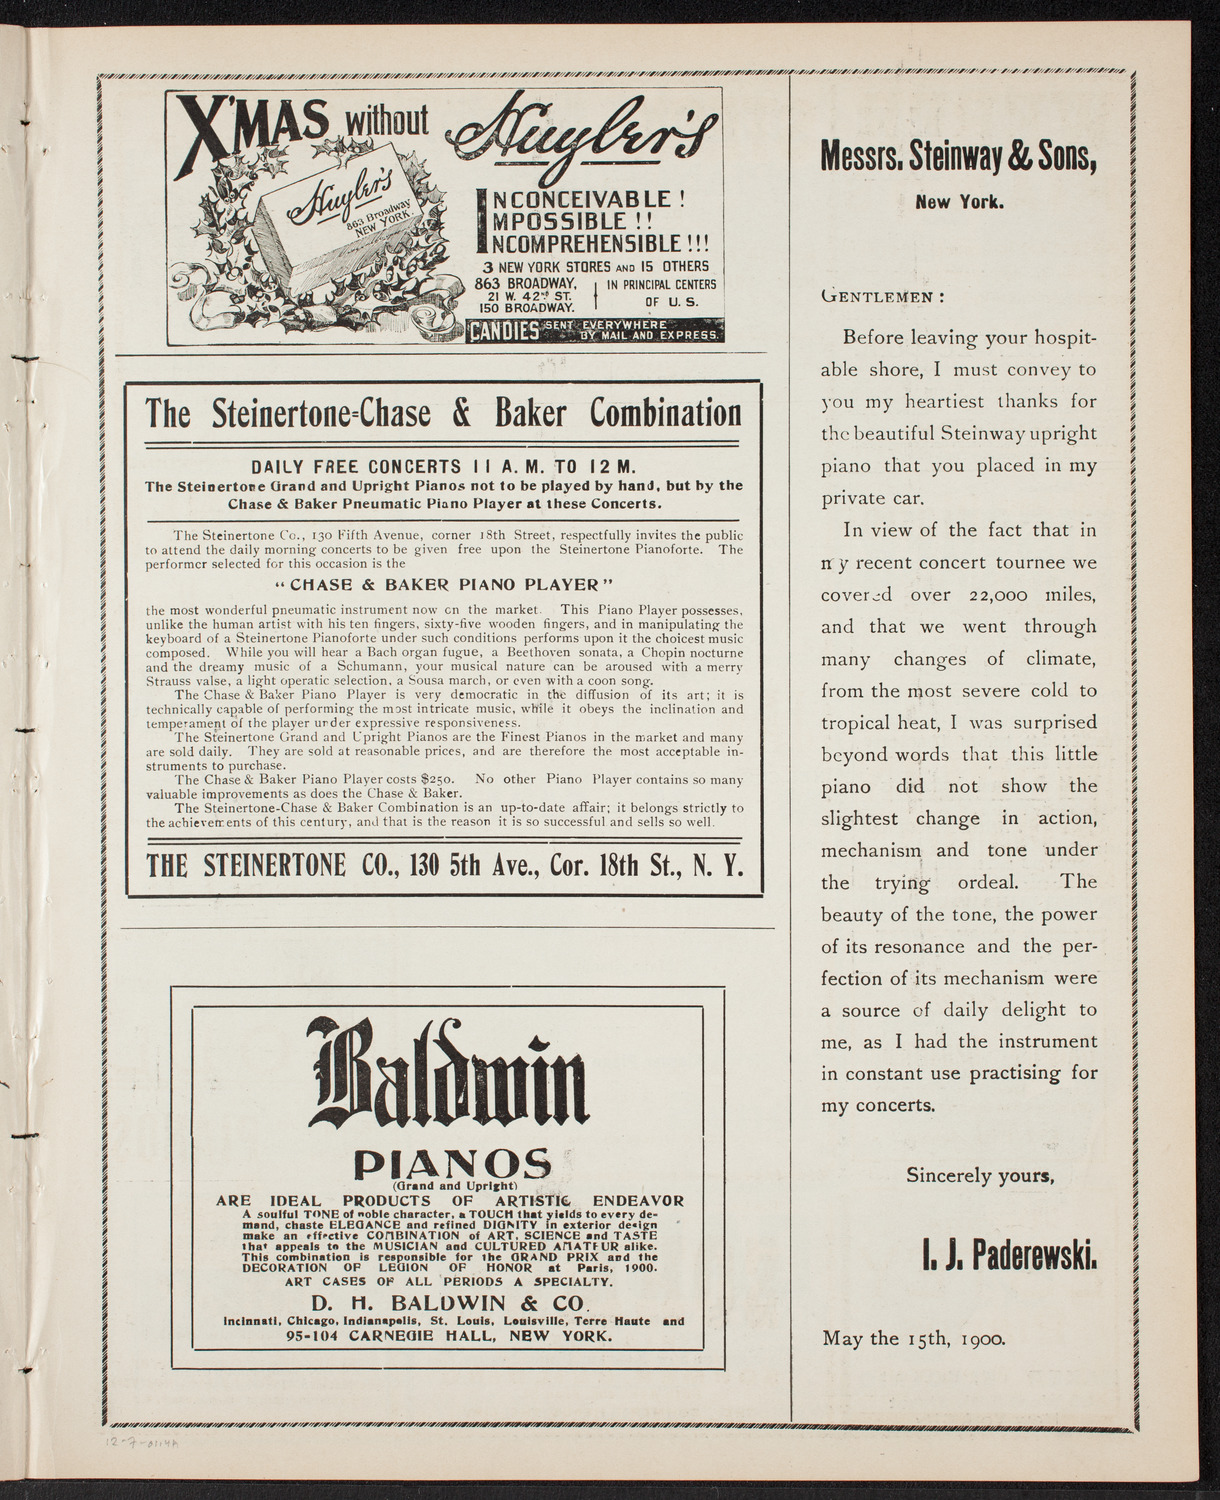 X'MAS without Huyler's
Huyler's
863 Broadway
NEW YORK.
INCONCEIVABLE!
IMPOSSIBLE!!
INCOMPREHENSIBLE!!!
3 NEW YORK STORES AND 15 OTHERS
863 BROADWAY,
21 W. 42ND ST.
150 BROADWAY.
IN PRINCIPAL CENTERS
OF U. S.
CANDIES SENT EVERYWHERE
BY MAIL AND EXPRESS.
The Steinertone=Chase & Baker Combination
DAILY FREE CONCERTS 11 A. M. TO 12 M.
The Steinertone Grand and Upright Pianos not to be played by hand, but by the
Chase & Baker Pneumatic Piano Player at these Concerts.
The Steinertone Co., 130 Fifth Avenue, corner 18th Street, respectfully invites the public
to attend the daily morning concerts to be given free upon the Steinertone Pianoforte. The
performer selected for this occasion is the
"CHASE & BAKER PIANO PLAYER"
the most wonderful pneumatic instrument now on the market. This Piano Player possesses,
unlike the human artist with his ten fingers, sixty-five wooden fingers, and in manipulating the
keyboard of a Steinertone Pianoforte under such conditions performs upon it the choicest music
composed. While you will hear a Bach organ fugue, a Beethoven sonata, a Chopin nocturne
and the dreamy music of a Schumann, your musical nature can be aroused with a merry
Strauss valse, a light operatic selection, a Sousa march, or even with a coon song.
The Chase & Baker Piano Player is very democratic in the diffusion of its art; it is
technically capable of performing the most intricate music, while it obeys the inclination and
temperament of the player under expressive responsiveness.
The Steinertone Grand and Upright Pianos are the Finest Pianos in the market and many
are sold daily. They are sold at reasonable prices, and are therefore the most acceptable in-
struments to purchase.
The Chase & Baker Piano Player costs $250. No other Piano Player contains so many
valuable improvements as does the Chase & Baker.
The Steinertone-Chase & Baker Combination is an up-to-date affair; it belongs strictly to
the achievements of this century, and that is the reason it is so successful and sells so well.
THE STEINERTONE CO., 130 5th Ave., Cor. 18th St., N. Y.
Baldwin
PIANOS
(Grand and Upright)
ARE IDEAL PRODUCTS OF ARTISTIC ENDEAVOR
A soulful TONE of noble character, a TOUCH that yields to every de-
mand, chaste ELEGANCE and refined DIGNITY in exterior design
make an effective COMBINATION of ART, SCIENCE and TASTE
that appeals to the MUSICIAN and CULTURED AMATEUR alike.
This combination is responsible for the GRAND PRIX and the
DECORATION OF LEGION OF HONOR at Paris, 1900.
ART CASES OF ALL PERIODS A SPECIALTY.
D. H. BALDWIN & CO.
incinnati, Chicago, Indianapolis, St. Louis, Louisville, Terre Haute and
95-104 CARNEGIE HALL, NEW YORK.
Messrs. Steinway & Sons,
New York.
GENTLEMEN:
Before leaving your hospit-
able shore, I must convey to
you my heartiest thanks for
the beautiful Steinway upright
piano that you placed in my
private car.
In view of the fact that in
my recent concert tournee we
covered over 22,000 miles,
and that we went through
many changes of climate,
from the most severe cold to
tropical heat, I was surprised
beyond words that this little
piano did not show the
slightest change in action,
mechanism and tone under
the trying ordeal. The
beauty of the tone, the power
of its resonance and the per-
fection of its mechanism were
a source of daily delight to
me, as I had the instrument
in constant use practising for
my concerts.
Sincerely yours,
I. J. Paderewski.
May the 15th, 1900.